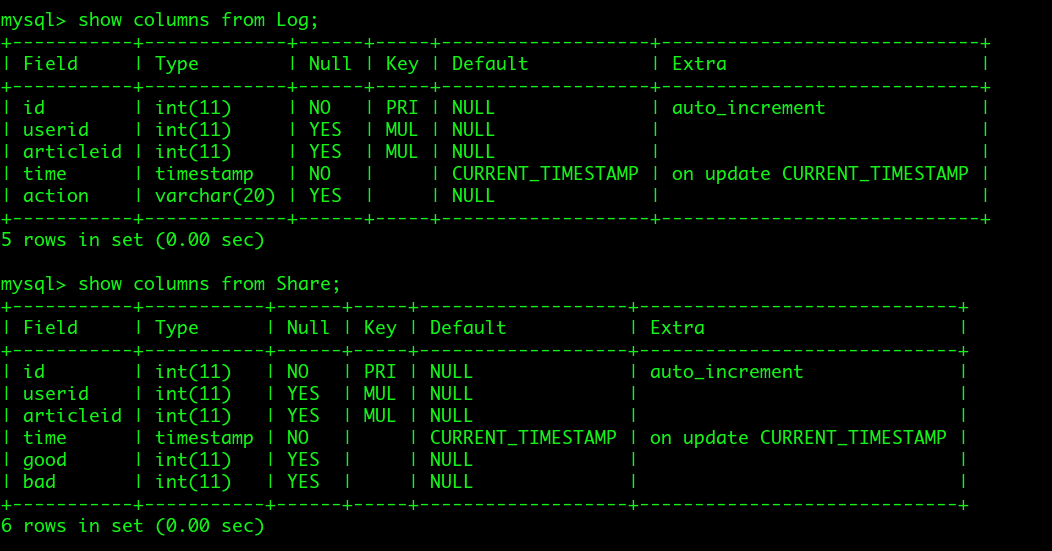 mysql> show columns from Log;
+-----------+-------------+------+-----+-------------------+-----------------------------+
| Field     | Type        | Null | Key | Default           | Extra                       |
+-----------+-------------+------+-----+-------------------+-----------------------------+
| id        | int(11)     | NO   | PRI | NULL              | auto_increment              |
| userid    | int(11)     | YES  | MUL | NULL              |                             |
| articleid | int(11)     | YES  | MUL | NULL              |                             |
| time      | timestamp   | NO   |     | CURRENT_TIMESTAMP | on update CURRENT_TIMESTAMP |
| action    | varchar(20) | YES  |     | NULL              |                             |
+-----------+-------------+------+-----+-------------------+-----------------------------+
5 rows in set (0.00 sec)

mysql> show columns from Share;
+-----------+-----------+------+-----+-------------------+-----------------------------+
| Field     | Type      | Null | Key | Default           | Extra                       |
+-----------+-----------+------+-----+-------------------+-----------------------------+
| id        | int(11)   | NO   | PRI | NULL              | auto_increment              |
| userid    | int(11)   | YES  | MUL | NULL              |                             |
| articleid | int(11)   | YES  | MUL | NULL              |                             |
| time      | timestamp | NO   |     | CURRENT_TIMESTAMP | on update CURRENT_TIMESTAMP |
| good      | int(11)   | YES  |     | NULL              |                             |
| bad       | int(11)   | YES  |     | NULL              |                             |
+-----------+-----------+------+-----+-------------------+-----------------------------+
6 rows in set (0.00 sec)